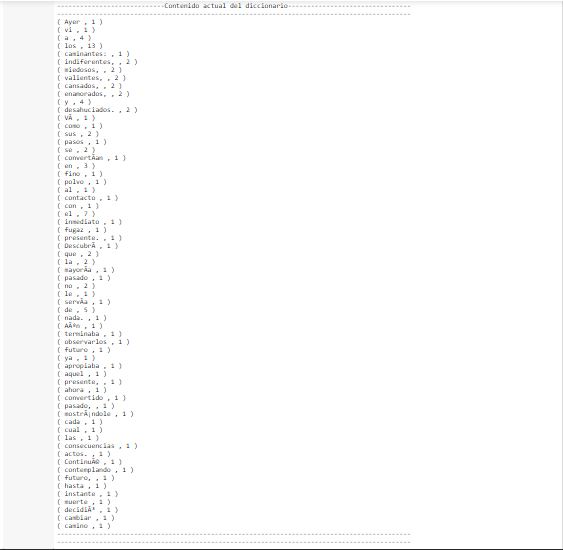 ---------------------------Contenido actual del diccionario-------------------------------
-----------------------------------------------------------------------------------------
( Ayer , 1 )
( vi , 1 )
( a , 4 )
( los , 13 )
( caminantes: , 1 )
( indiferentes, , 2 )
( miedosos, , 2 )
( valientes, , 2 )
( cansados, , 2 )
( enamorados, , 2 )
( y , 4 )
( desahuciados. , 2 )
( VÃ , 1 )
( como , 1 )
( sus , 2 )
( pasos , 1 )
( se , 2 )
( convertÃ­an , 1 )
( en , 3 )
( fino , 1 )
( polvo , 1 )
( al , 1 )
( contacto , 1 )
( con , 1 )
( el , 7 )
( inmediato , 1 )
( fugaz , 1 )
( presente. , 1 )
( DescubrÃ­ , 1 )
( que , 2 )
( la , 2 )
( mayorÃ­a , 1 )
( pasado , 1 )
( no , 2 )
( le , 1 )
( servÃ­a , 1 )
( de , 5 )
( nada. , 1 )
( AÃºn , 1 )
( terminaba , 1 )
( observarlos , 1 )
( futuro , 1 )
( ya , 1 )
( apropiaba , 1 )
( aquel , 1 )
( presente, , 1 )
( ahora , 1 )
( convertido , 1 )
( pasado, , 1 )
( mostrÃ¡ndole , 1 )
( cada , 1 )
( cual , 1 )
( las , 1 )
( consecuencias , 1 )
( actos. , 1 )
( ContinuÃ© , 1 )
( contemplando , 1 )
( futuro, , 1 )
( hasta , 1 )
( instante , 1 )
( muerte , 1 )
( decidiÃ³ , 1 )
( cambiar , 1 )
( camino , 1 )
-----------------------------------------------------------------------------------------
-----------------------------------------------------------------------------------------